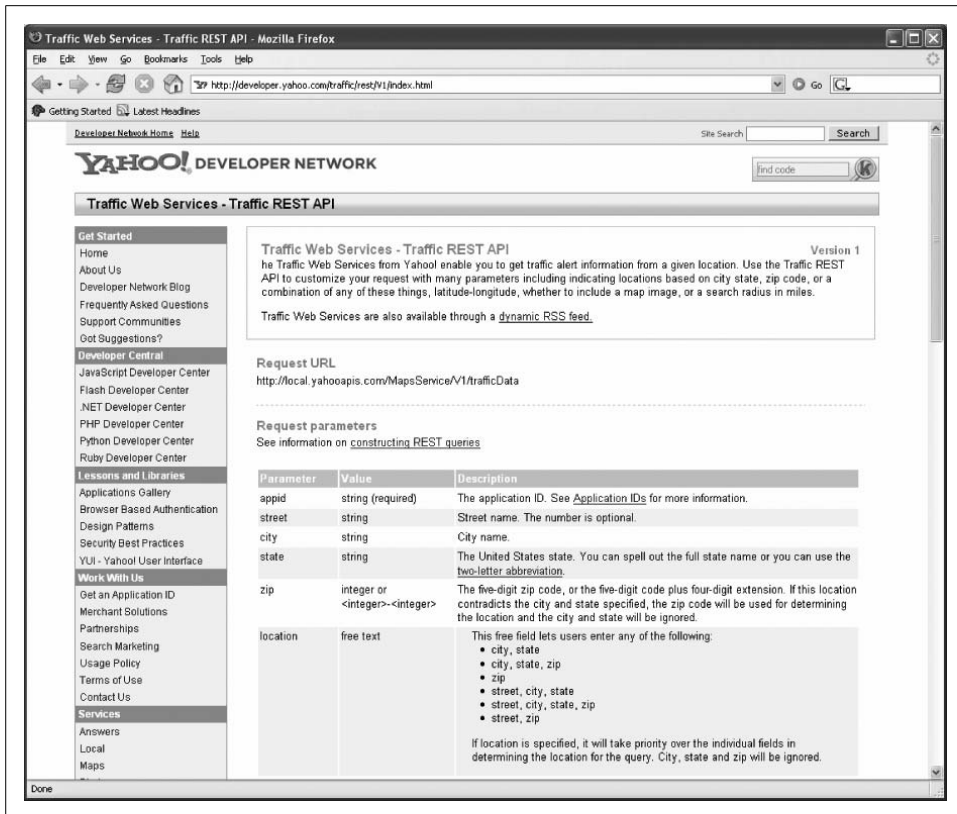 Traffic Web Services - Traffic REST API - Mozilla Firefox
File Edit View Go Bookmarks Tools Help
http://developer.yahoo.com/traffic/rest/V1/index.html
Go
G
Getting Started Latest Headlines
Developer Network Home Help
Site Search
Search
YAHOO! DEVELOPER NETWORK
find code
K
Traffic Web Services - Traffic REST API
Get Started
Home
About Us
Developer Network Blog
Frequently Asked Questions
Support Communities
Got Suggestions?
Developer Central
JavaScript Developer Center
Flash Developer Center
.NET Developer Center
PHP Developer Center
Python Developer Center
Ruby Developer Center
Lessons and Libraries
Applications Gallery
Browser Based Authentication
Design Patterns
Security Best Practices
YUI - Yahoo! User Interface
Work With Us
Get an Application ID
Merchant Solutions
Partnerships
Search Marketing
Usage Policy
Terms of Use
Contact Us
Services
Answers
Local
Maps
Traffic Web Services - Traffic REST API Version 1
he Traffic Web Services from Yahoo! enable you to get traffic alert information from a given location. Use the Traffic REST
API to customize your request with many parameters including indicating locations based on city state, zip code, or a
combination of any of these things, latitude-longitude, whether to include a map image, or a search radius in miles.
Traffic Web Services are also available through a dynamic RSS feed.
Request URL
http://local.yahooapis.com/MapsService/V1/trafficData
Request parameters
See information on constructing REST queries
Parameter Value Description
appid string (required) The application ID. See Application IDs for more information.
street string Street name. The number is optional.
city string City name.
state string The United States state. You can spell out the full state name or you can use the
two-letter abbreviation.
zip integer or The five-digit zip code, or the five-digit code plus four-digit extension. If this location
<integer>-<integer> contradicts the city and state specified, the zip code will be used for determining
the location and the city and state will be ignored.
location free text This free field lets users enter any of the following:
• city, state
• city, state, zip
• zip
• street, city, state
• street, city, state, zip
• street, zip
If location is specified, it will take priority over the individual fields in
determining the location for the query. City, state and zip will be ignored.
Done